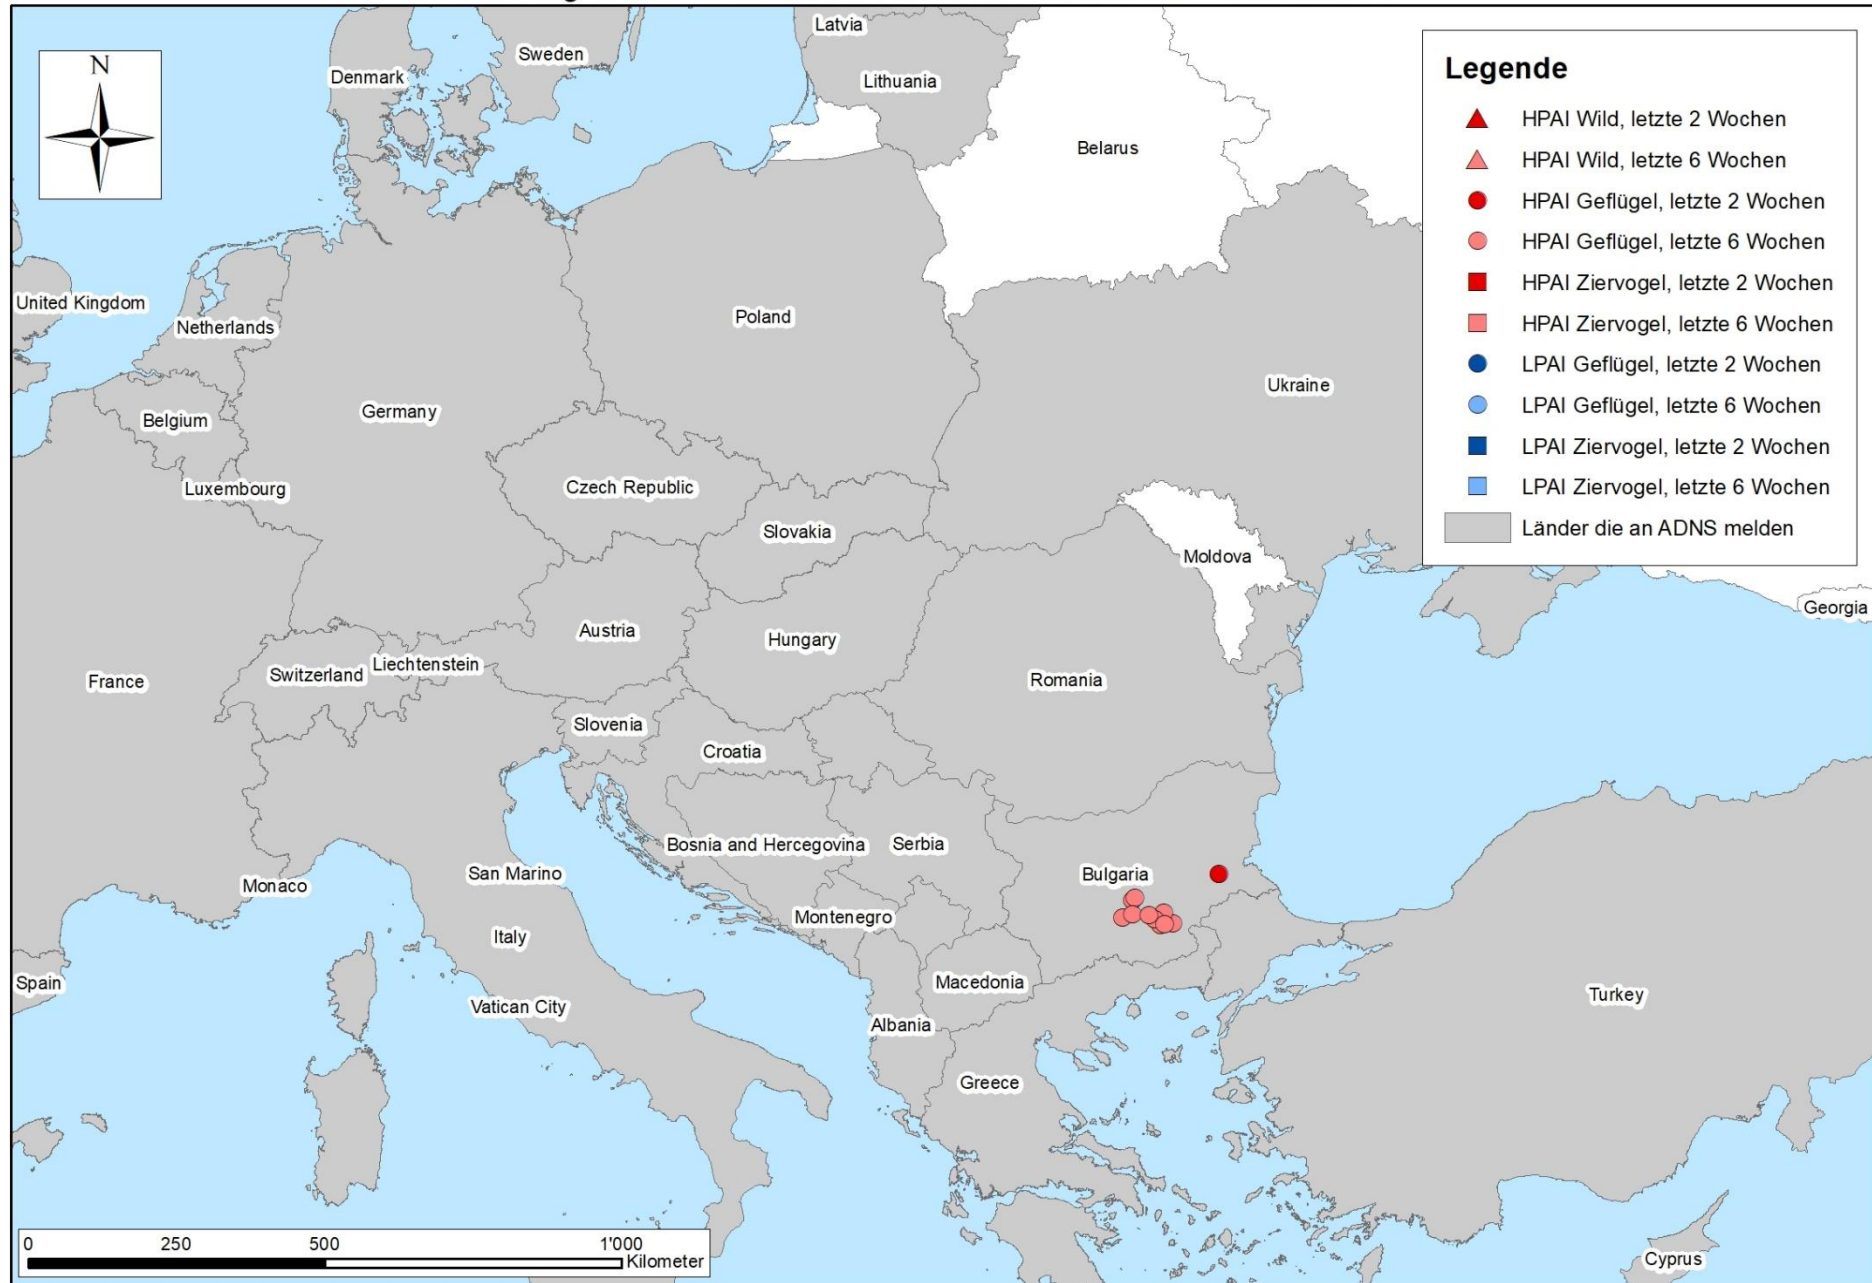 N
Latvia
Sweden
Denmark
Lithuania
Belarus
United Kingdom
Netherlands
Poland
Ukraine
Germany
Belgium
Luxembourg
Czech Republic
Slovakia
Moldova
Georgia
Austria
Hungary
Liechtenstein
Switzerland
France
Romania
Slovenia
Croatia
Bosnia and Hercegovina
Serbia
San Marino
Bulgaria
Monaco
Montenegro
Italy
Spain
Macedonia
Turkey
Vatican City
Albania
Greece
Cyprus
Legende
HPAI Wild, letzte 2 Wochen
HPAI Wild, letzte 6 Wochen
HPAI Geflügel, letzte 2 Wochen
HPAI Geflügel, letzte 6 Wochen
HPAI Ziervogel, letzte 2 Wochen
HPAI Ziervogel, letzte 6 Wochen
LPAI Geflügel, letzte 2 Wochen
LPAI Geflügel, letzte 6 Wochen
LPAI Ziervogel, letzte 2 Wochen
LPAI Ziervogel, letzte 6 Wochen
Länder die an ADNS melden
0 250 500 1'000
Kilometer